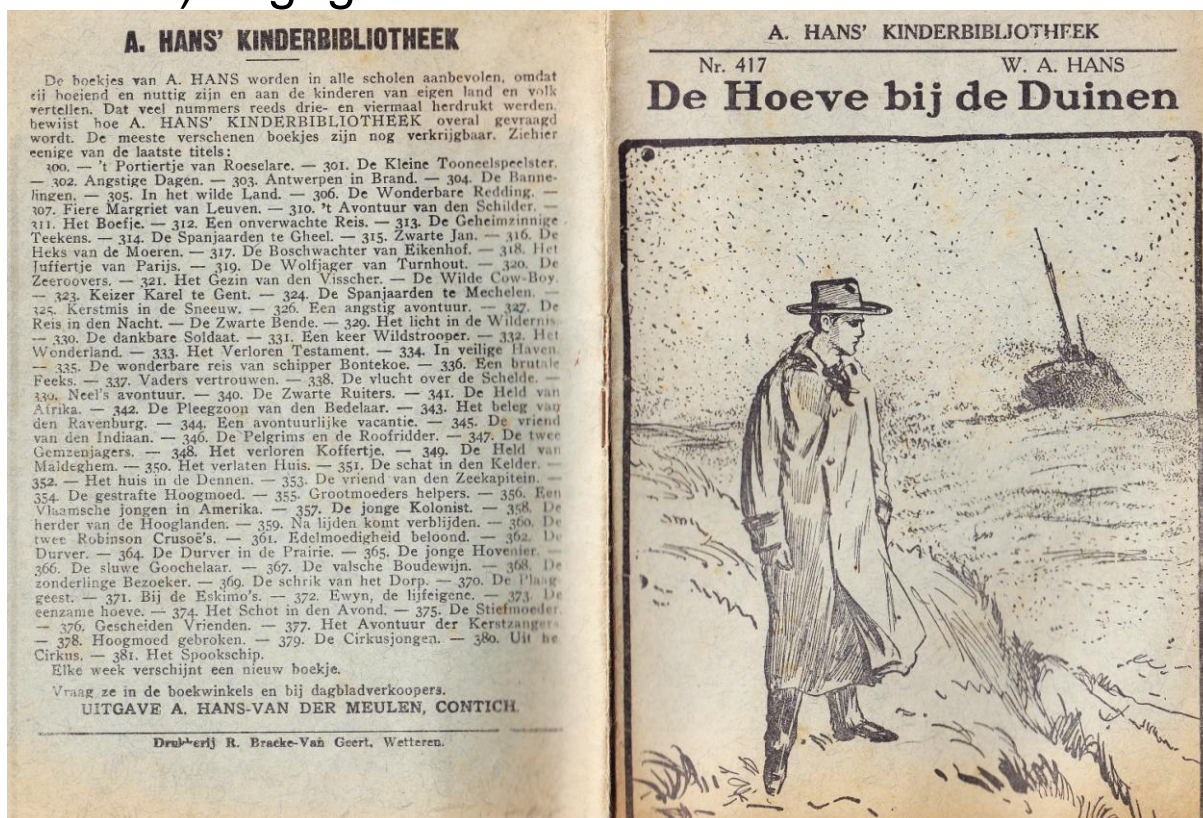 A. HANS' KINDERBIBLIOTHEEK
De boekjes van A. HANS worden in alle scholen aanbevolen, omdat
zij boeiend en nuttig zijn en aan de kinderen van eigen land en volk
vertellen. Dat veel nummers reeds drie- en viermaal herdrukt werden,
bewijst hoe A. HANS' KINDERBIBLIOTHEEK overal gevraagd
wordt. De meeste verschenen boekjes zijn nog verkrijgbaar. Ziehier
eenige van de laatste titels:
300. — 't Portiertje van Roeselare. — 301. De Kleine Tooneelspeelster.
— 302. Angstige Dagen. — 303. Antwerpen in Brand. — 304. De Banne-
lingen. — 305. In het wilde Land. — 306. De Wonderbare Redding. —
307. Fiere Margriet van Leuven. — 310. 't Avontuur van den Schilder. —
311. Het Boefje. — 312. Een onverwachte Reis. — 313. De Geheimzinnige
Teekens. — 314. De Spanjaarden te Gheel. — 315. Zwarte Jan. — 316. De
Heks van de Moeren. — 317. De Boschwachter van Eikenhof. — 318. Het
Juffertje van Parijs. — 319. De Wolfjager van Turnhout. — 320. De
Zeeroovers. — 321. Het Gezin van den Visscher. — De Wilde Cow-Boy.
— 323. Keizer Karel te Gent. — 324. De Spanjaarden te Mechelen. —
325. Kerstmis in de Sneeuw. — 326. Een angstig avontuur. — 327. De
Reis in den Nacht. — De Zwarte Bende. — 329. Het licht in de Wildernis.
— 330. De dankbare Soldaat. — 331. Een keer Wildstrooper. — 332. Het
Wonderland. — 333. Het Verloren Testament. — 334. In veilige Haven.
— 335. De wonderbare reis van schipper Bontekoe. — 336. Een brutale
Feeks. — 337. Vaders vertrouwen. — 338. De vlucht over de Schelde. —
339. Neel's avontuur. — 340. De Zwarte Ruiters. — 341. De Held van
Afrika. — 342. De Pleegzoon van den Bedelaar. — 343. Het beleg van
den Ravenburg. — 344. Een avontuurlijke vacantie. — 345. De vriend
van den Indiaan. — 346. De Pelgrims en de Roofridder. — 347. De twee
Gemzenjagers. — 348. Het verloren Koffertje. — 349. De Held van
Maldeghem. — 350. Het verlaten Huis. — 351. De schat in den Kelder. —
352. — Het huis in de Dennen. — 353. De vriend van den Zeekapitein. —
354. De gestrafte Hoogmoed. — 355. Grootmoeders helpers. — 356. Een
Vlaamsche jongen in Amerika. — 357. De jonge Kolonist. — 358. De
herder van de Hooglanden. — 359. Na lijden komt verblijden. — 360. De
twee Robinson Crusoë's. — 361. Edelmoedigheid beloond. — 362. De
Durver. — 364. De Durver in de Prairie. — 365. De jonge Hovenier. —
366. De sluwe Goochelaar. — 367. De valsche Boudewijn. — 368. De
zonderlinge Bezoeker. — 369. De schrik van het Dorp. — 370. De Plaag-
geest. — 371. Bij de Eskimo's. — 372. Ewyn, de lijfeigene. — 373. De
eenzame hoeve. — 374. Het Schot in den Avond. — 375. De Stiefmoeder.
— 376. Gescheiden Vrienden. — 377. Het Avontuur der Kerstzangers
— 378. Hoogmoed gebroken. — 379. De Cirkusjongen. — 380. Uit he
Cirkus. — 381. Het Spookschip.
Elke week verschijnt een nieuw boekje.
Vraag ze in de boekwinkels en bij dagbladverkoopers.
UITGAVE A. HANS-VAN DER MEULEN, CONTICH.
Drukkerij R. Bracke-Van Geert, Wetteren.
A. HANS' KINDERBIBLJOTHEEK
Nr. 417 W. A. HANS
De Hoeve bij de Duinen